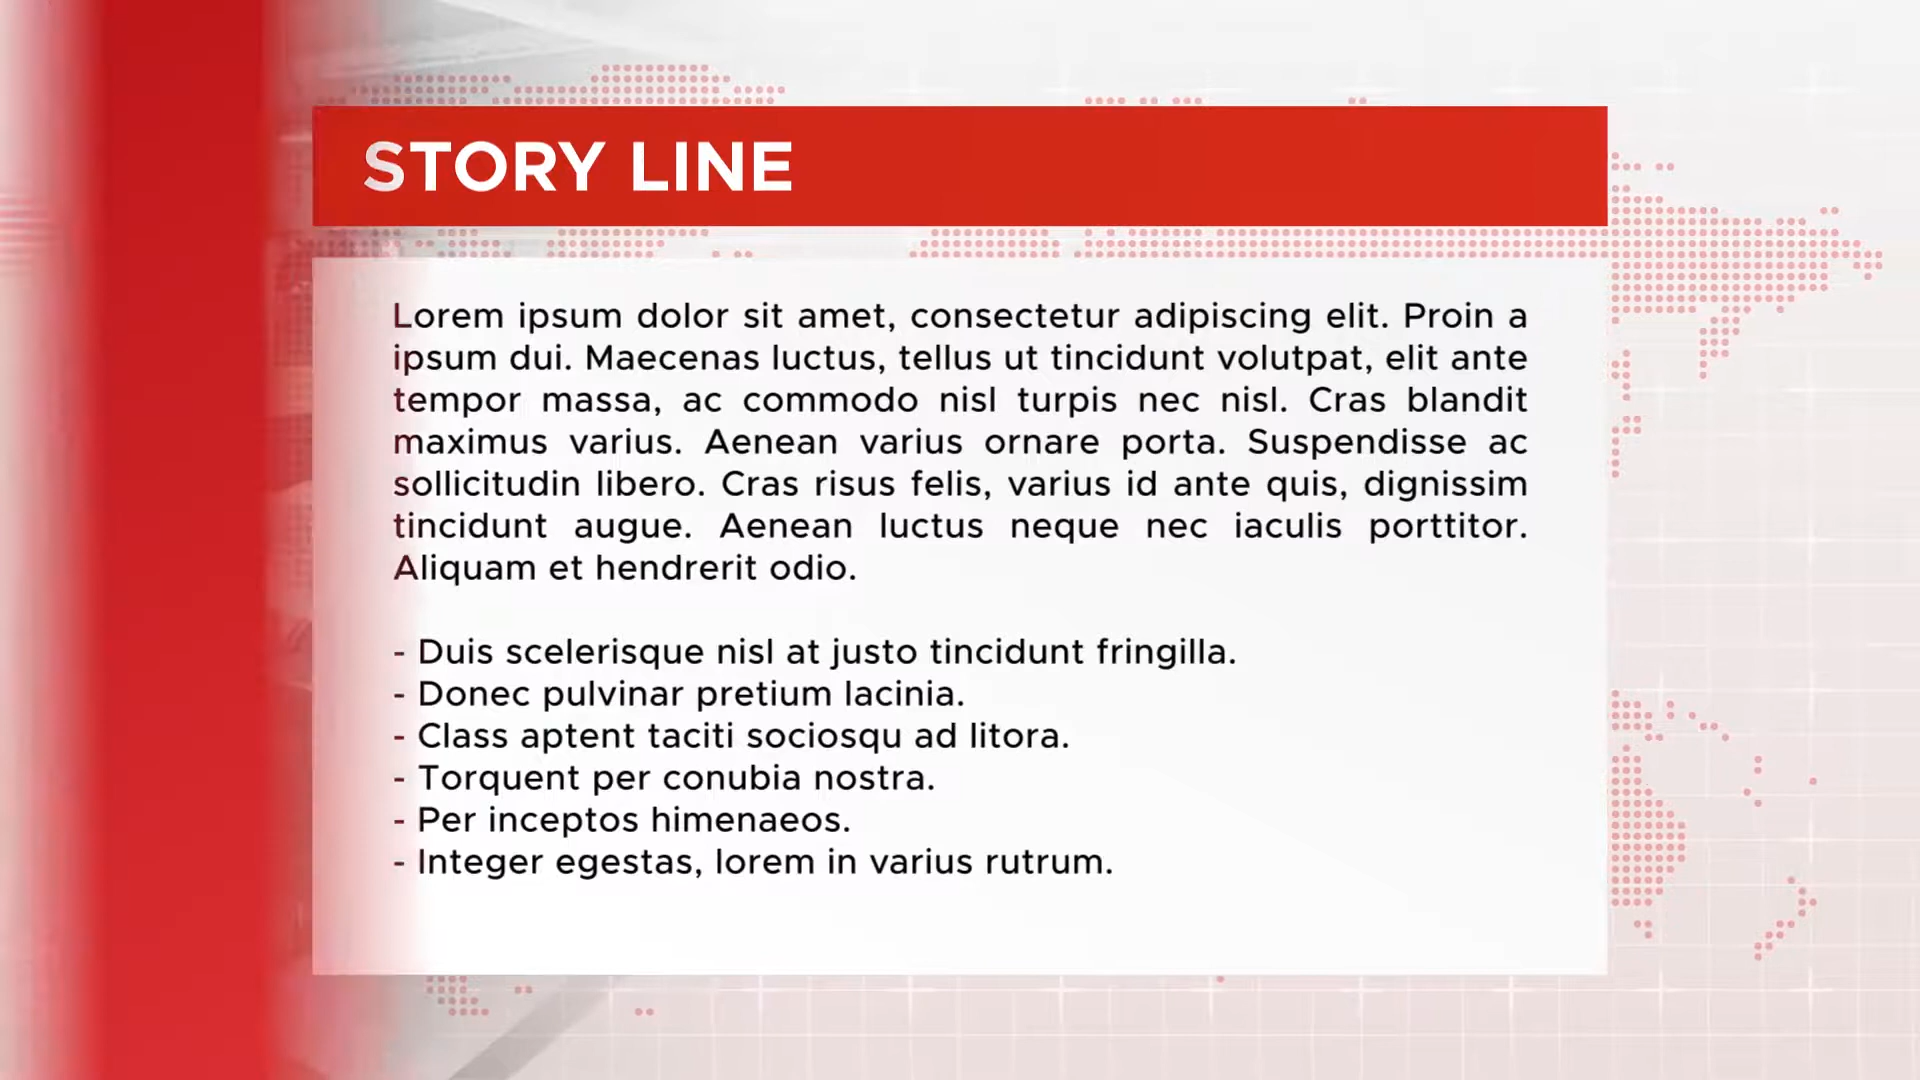 STORY LINE
Lorem ipsum dolor sit amet, consectetur adipiscing elit. Proin a
ipsum dui. Maecenas luctus, tellus ut tincidunt volutpat, elit ante
tempor massa, ac commodo nisl turpis nec nisl. Cras blandit
maximus varius. Aenean varius ornare porta. Suspendisse ac
sollicitudin libero. Cras risus felis, varius id ante quis, dignissim
tincidunt augue. Aenean luctus neque nec iaculis porttitor.
Aliquam et hendrerit odio.
- Duis scelerisque nisl at justo tincidunt fringilla.
- Donec pulvinar pretium lacinia.
- Class aptent taciti sociosqu ad litora.
- Torquent per conubia nostra.
- Per inceptos himenaeos.
- Integer egestas, lorem in varius rutrum.